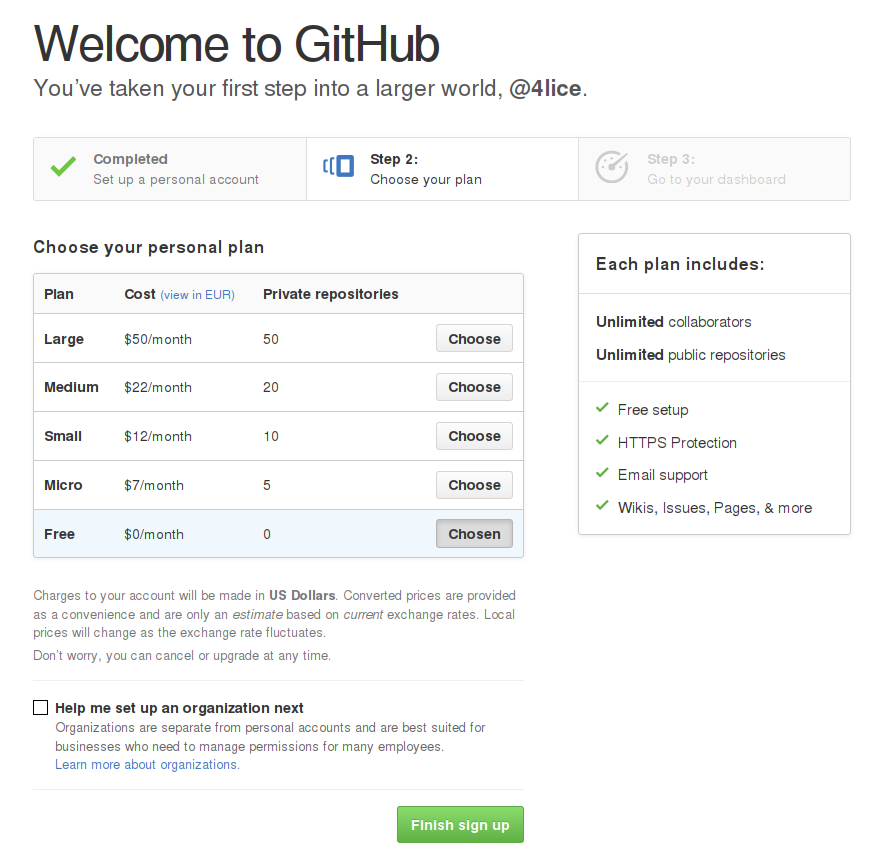 Welcome to GitHub
You've taken your first step into a larger world, @4lice.
Completed
Set up a personal account
Step 2:
Choose your plan
Step 3:
Go to your dashboard
Choose your personal plan
Plan Cost (view in EUR) Private repositories
Large $50/month 50 Choose
Medium $22/month 20 Choose
Small $12/month 10 Choose
Micro $7/month 5 Choose
Free $0/month 0 Chosen
Charges to your account will be made in US Dollars. Converted prices are provided
as a convenience and are only an estimate based on current exchange rates. Local
prices will change as the exchange rate fluctuates.
Don't worry, you can cancel or upgrade at any time.
Help me set up an organization next
Organizations are separate from personal accounts and are best suited for
businesses who need to manage permissions for many employees.
Learn more about organizations.
Finish sign up
Each plan includes:
Unlimited collaborators
Unlimited public repositories
Free setup
HTTPS Protection
Email support
Wikis, Issues, Pages, & more